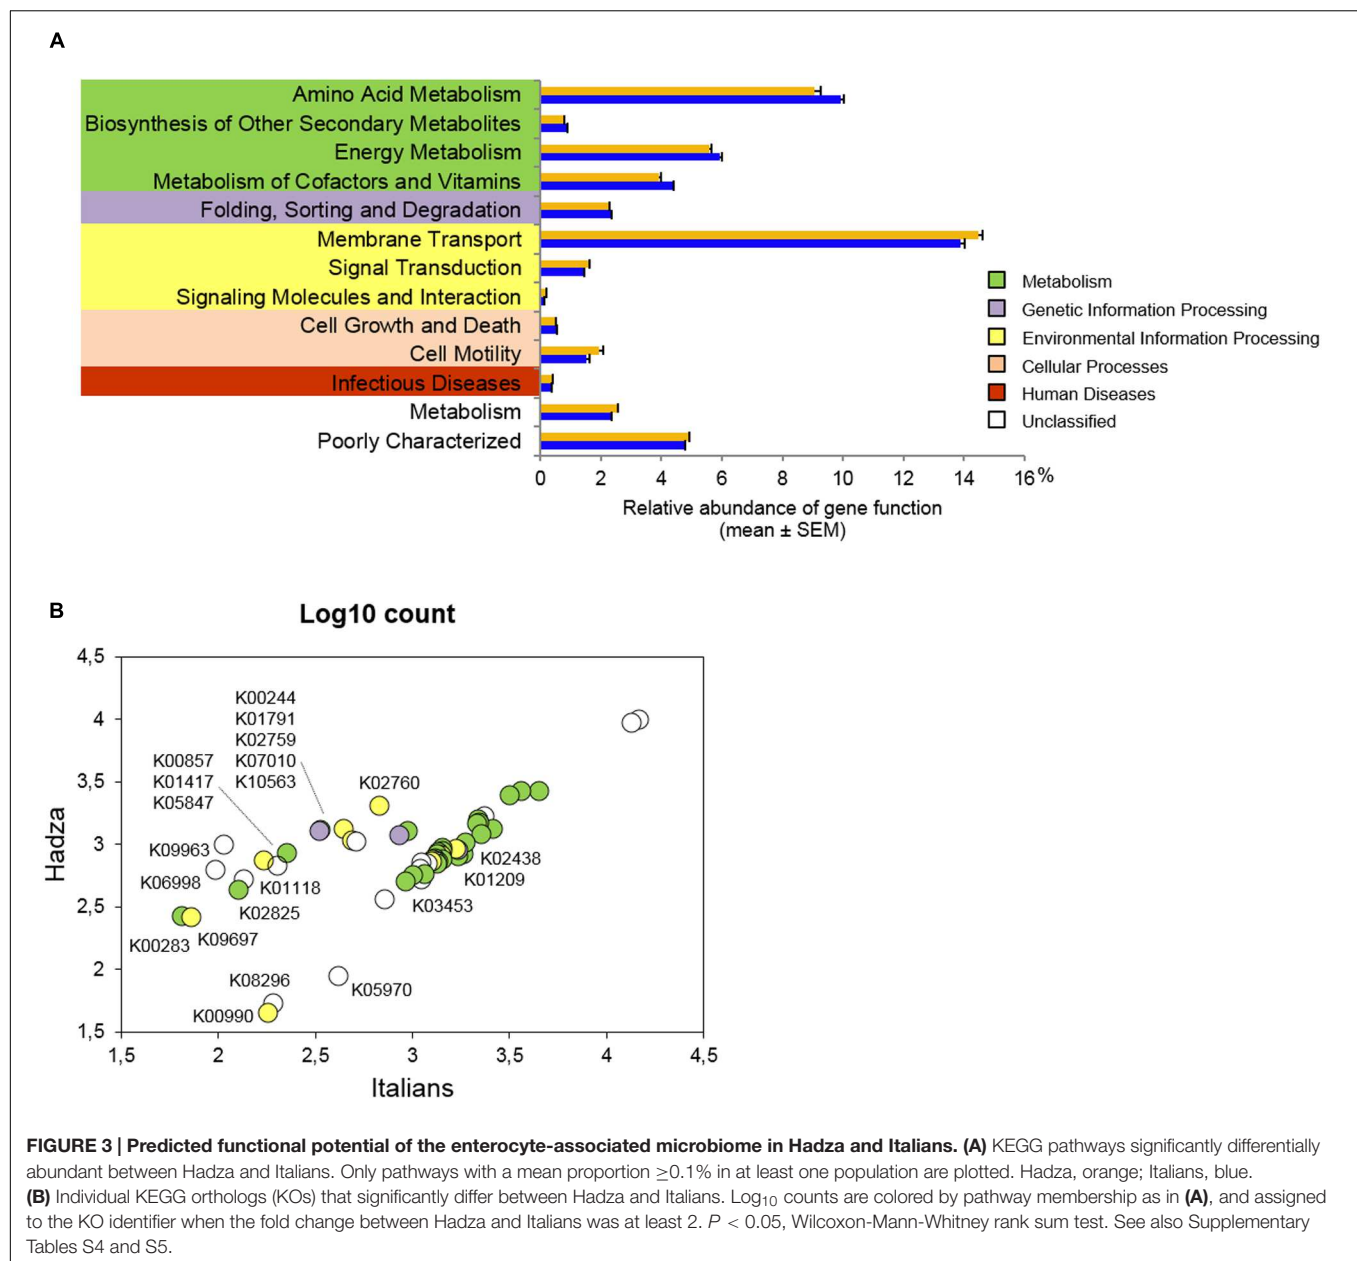 A
Amino Acid Metabolism
Biosynthesis of Other Secondary Metabolites
Energy Metabolism
Metabolism of Cofactors and Vitamins
Folding, Sorting and Degradation
Membrane Transport
Signal Transduction
Signaling Molecules and Interaction
Cell Growth and Death
Cell Motility
Infectious Diseases
Metabolism
Poorly Characterized
0 2 4 6 8 10 12 14 16 %
Relative abundance of gene function
(mean ± SEM)
Metabolism
Genetic Information Processing
Environmental Information Processing
Cellular Processes
Human Diseases
Unclassified
B
Log10 count
4,5
4
3,5
3
2,5
2
1,5
Hadza
K00244
K01791
K02759
K07010
K10563
K00857
K01417
K05847
K02760
K09963
K06998
K01118
K02825
K00283
K09697
K08296
K00990
K05970
K03453
K02438
K01209
1,5 2 2,5 3 3,5 4 4,5
Italians
FIGURE 3 | Predicted functional potential of the enterocyte-associated microbiome in Hadza and Italians. (A) KEGG pathways significantly differentially
abundant between Hadza and Italians. Only pathways with a mean proportion ≥0.1% in at least one population are plotted. Hadza, orange; Italians, blue.
(B) Individual KEGG orthologs (KOs) that significantly differ between Hadza and Italians. Log10 counts are colored by pathway membership as in (A), and assigned
to the KO identifier when the fold change between Hadza and Italians was at least 2. P < 0.05, Wilcoxon-Mann-Whitney rank sum test. See also Supplementary
Tables S4 and S5.